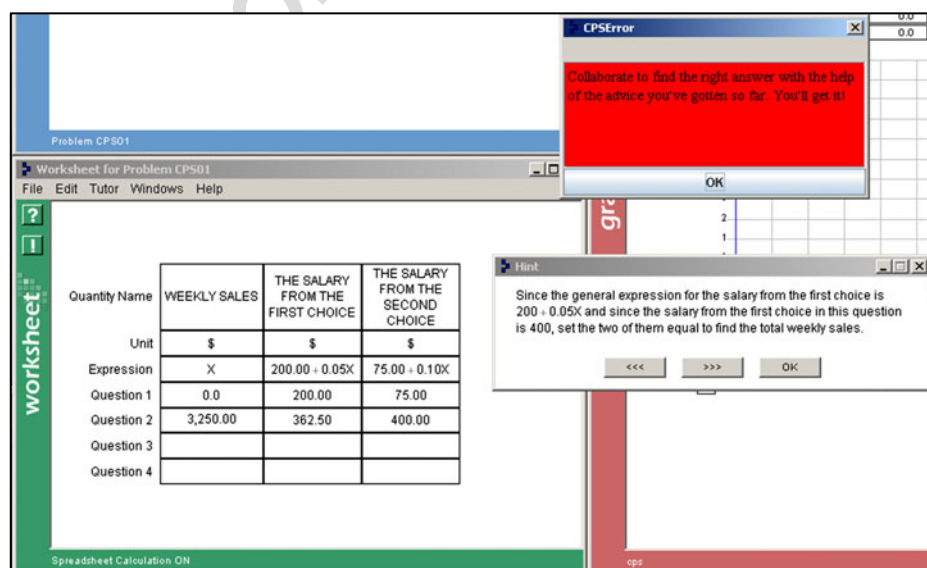 CPSError
0.0
0.0
Collaborate to find the right answer with the help
of the advice you've gotten so far. You'll get it!
OK
Problem CPS01
Worksheet for Problem CPS01
File Edit Tutor Windows Help
worksheet
Quantity Name WEEKLY SALES THE SALARY FROM THE FIRST CHOICE THE SALARY FROM THE SECOND CHOICE
Unit $ $ $
Expression X 200.00 + 0.05X 75.00 + 0.10X
Question 1 0.0 200.00 75.00
Question 2 3,250.00 362.50 400.00
Question 3
Question 4
Spreadsheet Calculation ON
gra
2
1
Hint
Since the general expression for the salary from the first choice is
200 + 0.05X and since the salary from the first choice in this question
is 400, set the two of them equal to find the total weekly sales.
<<< >>> OK
cps